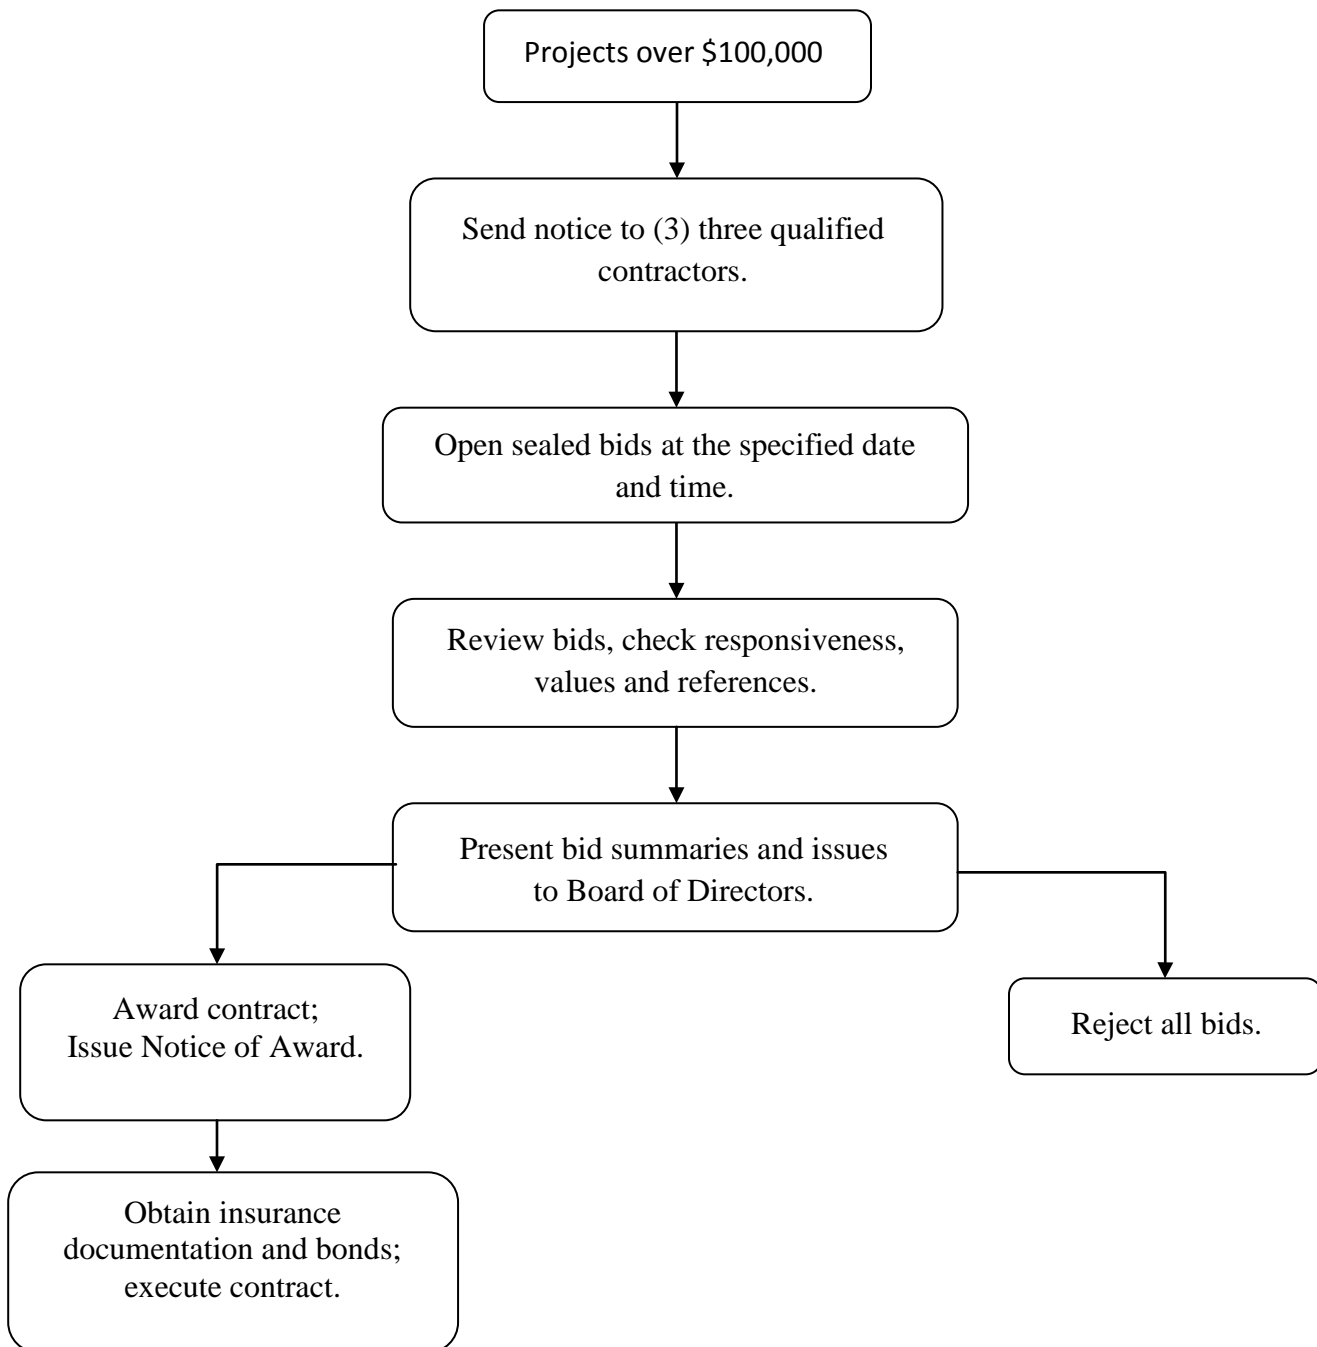 Projects over $100,000
Send notice to (3) three qualified
contractors.
Open sealed bids at the specified date
and time.
Review bids, check responsiveness,
values and references.
Present bid summaries and issues
to Board of Directors.
Award contract;
Issue Notice of Award.
Reject all bids.
Obtain insurance
documentation and bonds;
execute contract.